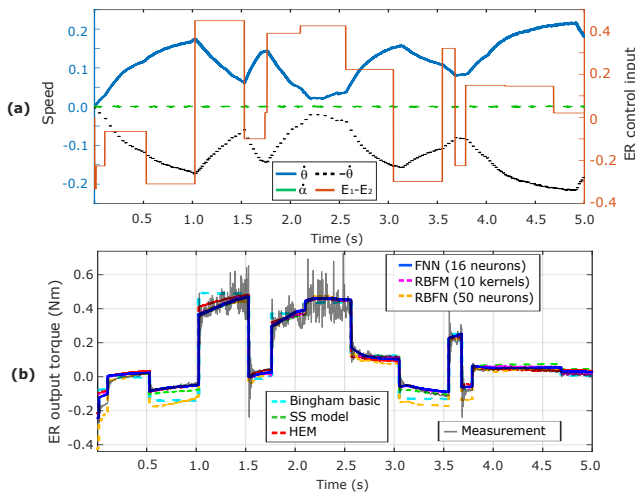 (a)
Speed
0.2
0.1
0.0
-0.1
-0.2
0.4
0.2
0
-0.2
-0.4
ER control input
θ̇
-θ̇
α̇
E₁-E₂
0.5 1.0 1.5 2.0 2.5 3.0 3.5 4.0 4.5 5.0
Time (s)
(b)
ER output torque (Nm)
0.6
0.4
0.2
0.0
-0.2
-0.4
FNN (16 neurons)
RBFM (10 kernels)
RBFN (50 neurons)
Bingham basic
SS model
HEM
Measurement
0.5 1.0 1.5 2.0 2.5 3.0 3.5 4.0 4.5 5.0
Time (s)